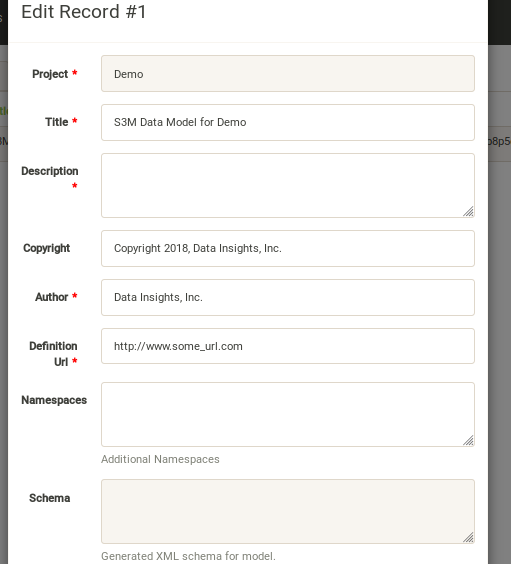 Edit Record #1
Project *
Demo
Title *
S3M Data Model for Demo
Description
*
Copyright
Copyright 2018, Data Insights, Inc.
Author *
Data Insights, Inc.
Definition
Url *
http://www.some_url.com
Namespaces
Additional Namespaces
Schema
Generated XML schema for model.